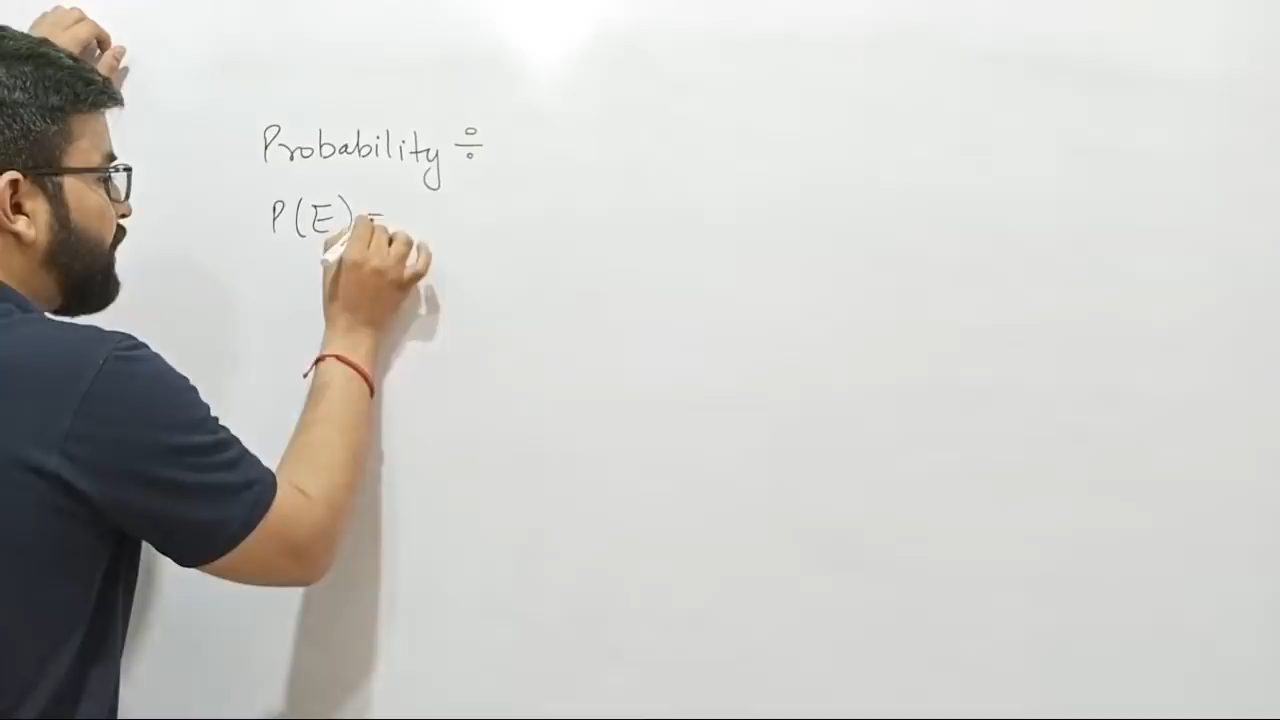 Probability ÷
P(E) =